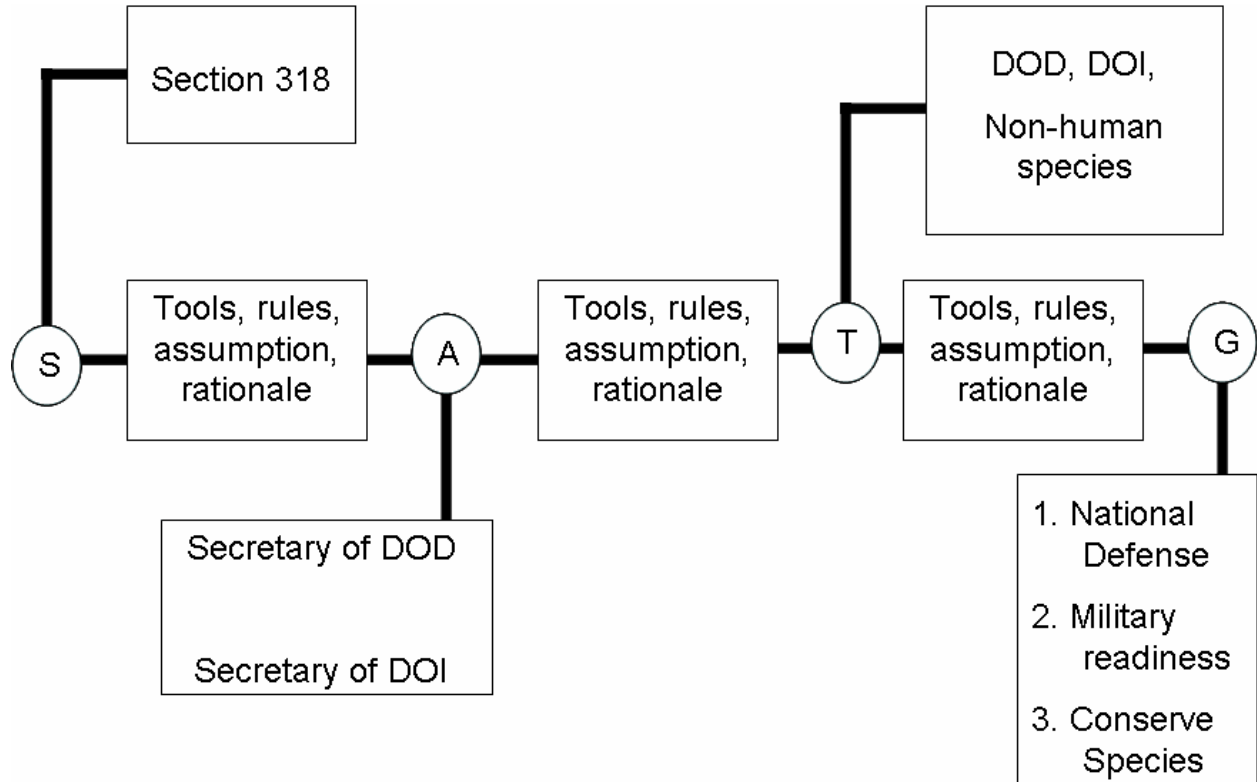 Section 318
DOD, DOI,
Non-human
species
S
Tools, rules,
assumption,
rationale
A
Tools, rules,
assumption,
rationale
T
Tools, rules,
assumption,
rationale
G
Secretary of DOD
Secretary of DOI
1. National
Defense
2. Military
readiness
3. Conserve
Species